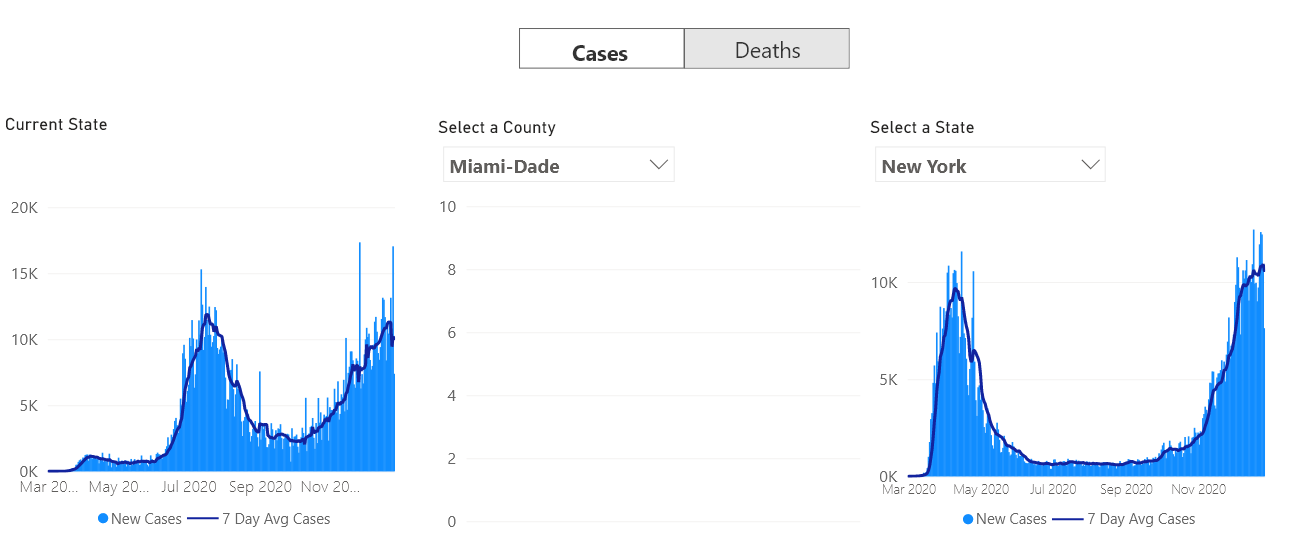 Cases Deaths
Current State
Select a County
Select a State
Miami-Dade
New York
20K
15K
10K
5K
0K
Mar 20... May 20... Jul 2020 Sep 2020 Nov 20...
New Cases 7 Day Avg Cases
10
8
6
4
2
0
10K
5K
0K
Mar 2020 May 2020 Jul 2020 Sep 2020 Nov 2020
New Cases 7 Day Avg Cases